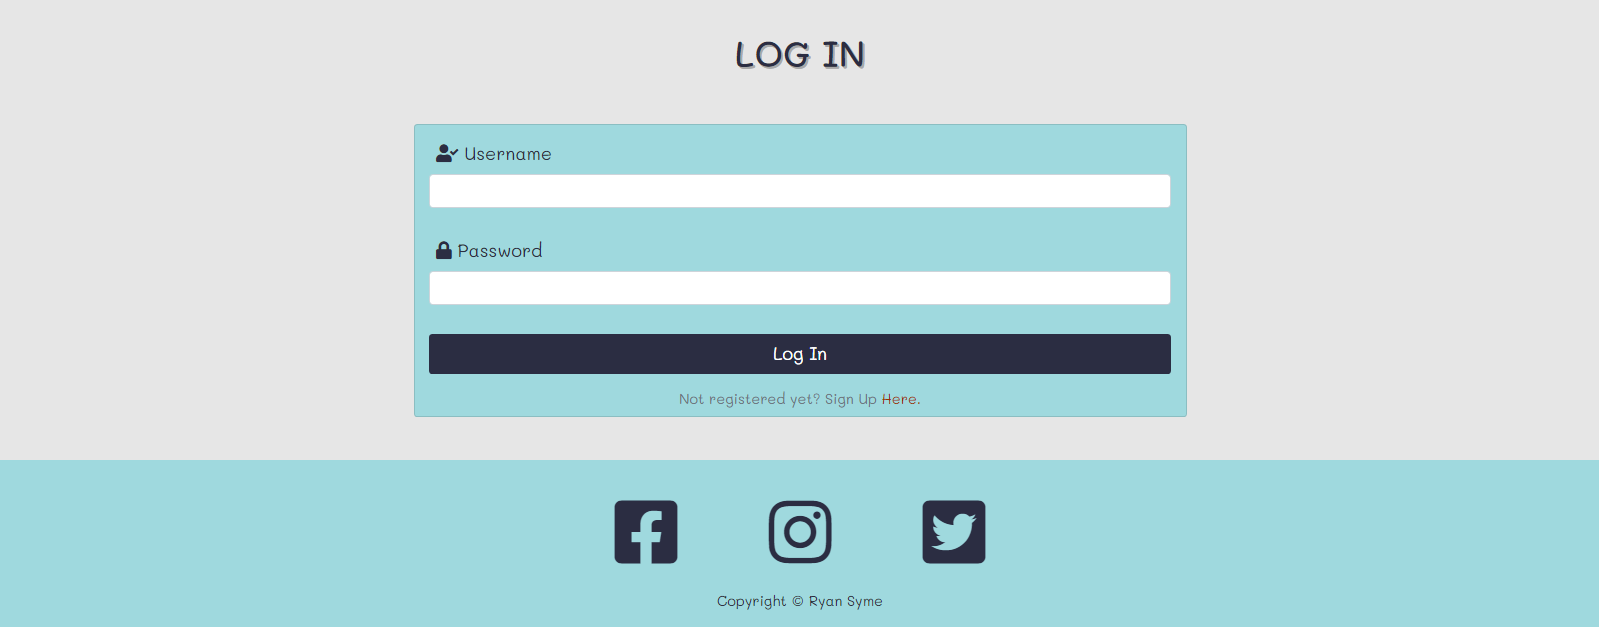 LOG IN
Username
Password
Log In
Not registered yet? Sign Up Here.
Copyright © Ryan Syme